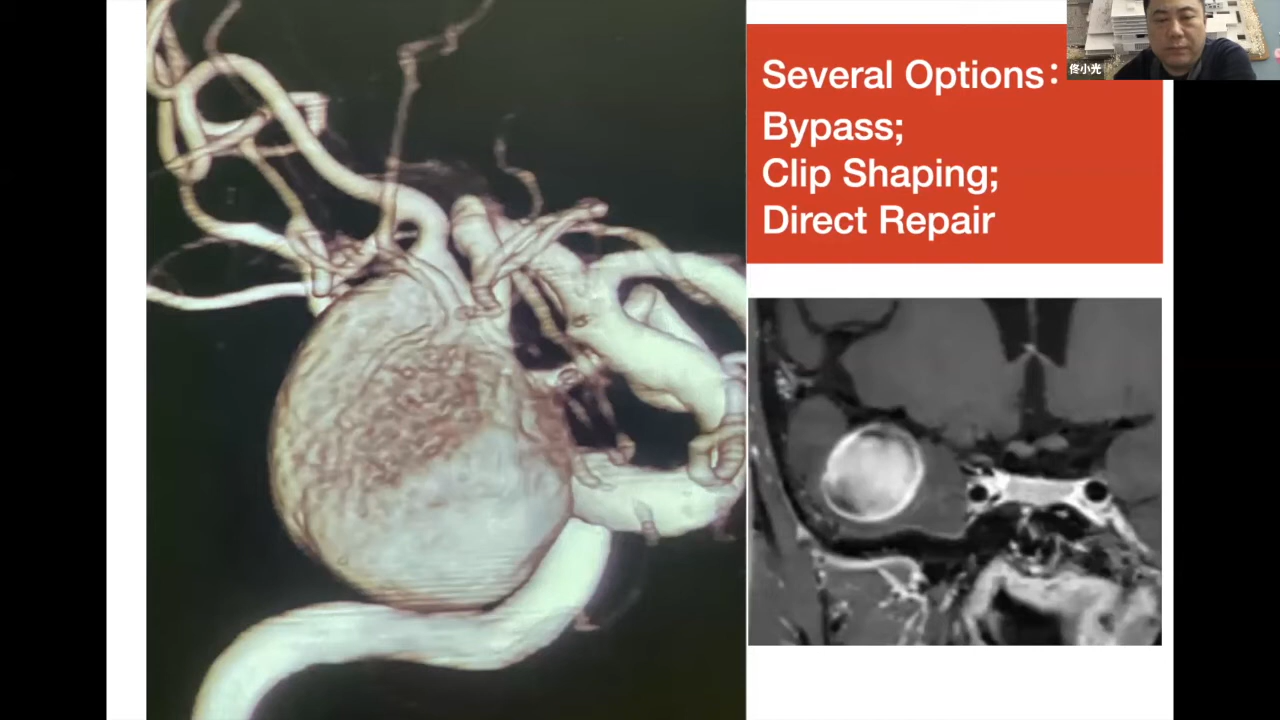 Several Options：
Bypass;
Clip Shaping;
Direct Repair
佟小光